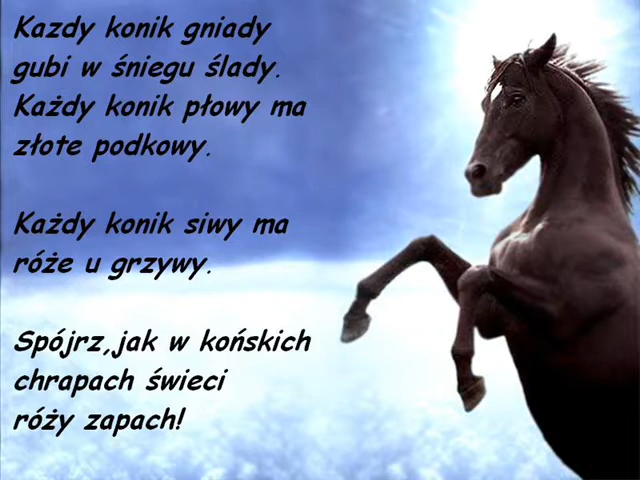 Kazdy konik gniady
gubi w śniegu ślady.
Każdy konik płowy ma
złote podkowy.
Każdy konik siwy ma
róże u grzywy.
Spójrz,jak w końskich
chrapach świeci
róży zapach!